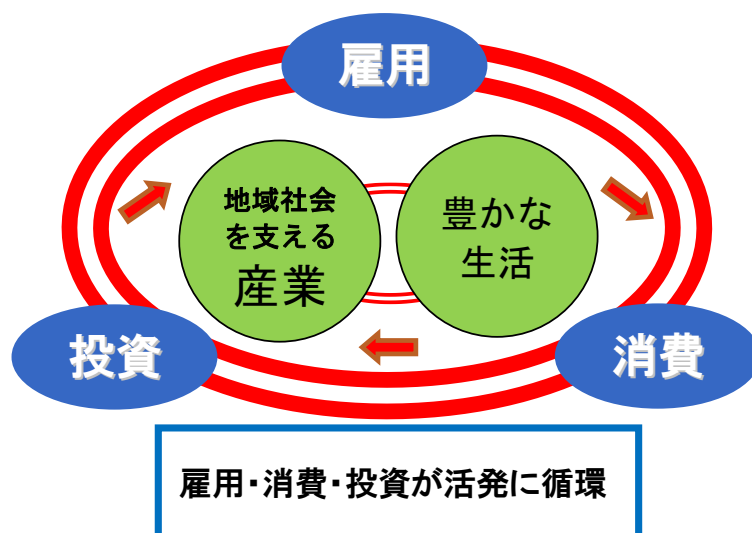 雇用
地域社会
を支える
産業
豊かな
生活
投資
消費
雇用・消費・投資が活発に循環